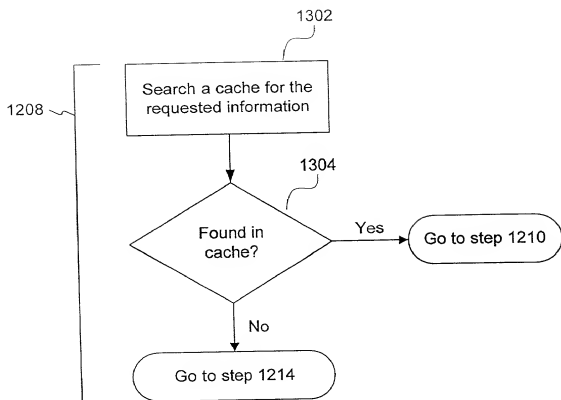 1302
Search a cache for the
requested information
1208
1304
Found in
cache?
Yes
Go to step 1210
No
Go to step 1214